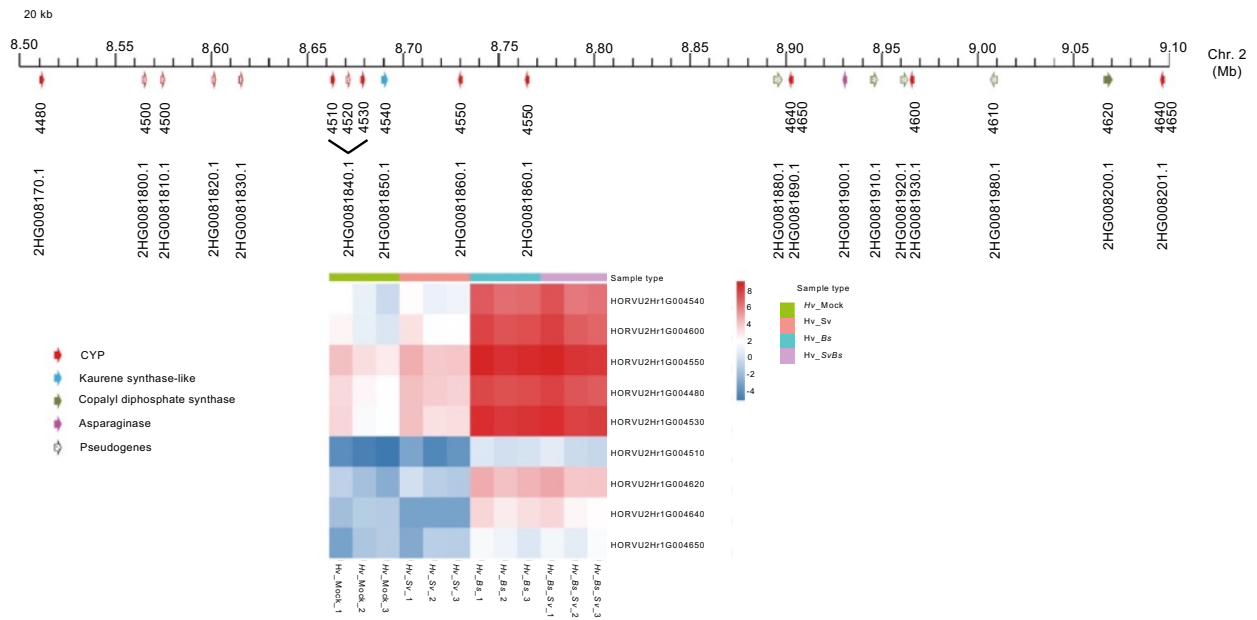 20 kb
8.50 8.55 8.60 8.65 8.70 8.75 8.80 8.85 8.90 8.95 9.00 9.05 9.10
Chr. 2
(Mb)
4480 4500 4500 4510 4520 4530 4540 4550 4550 4640 4650 4600 4610 4620 4640 4650
2HG008170.1 2HG0081800.1 2HG0081810.1 2HG0081820.1 2HG0081830.1 2HG0081840.1 2HG0081850.1 2HG0081860.1 2HG0081860.1 2HG0081880.1 2HG0081890.1 2HG0081900.1 2HG0081910.1 2HG0081920.1 2HG0081930.1 2HG0081980.1 2HG008200.1 2HG008201.1
CYP
Kaurene synthase-like
Copalyl diphosphate synthase
Asparaginase
Pseudogenes
Sample type
HORVU2Hr1G004540
HORVU2Hr1G004600
HORVU2Hr1G004550
HORVU2Hr1G004480
HORVU2Hr1G004530
HORVU2Hr1G004510
HORVU2Hr1G004620
HORVU2Hr1G004640
HORVU2Hr1G004650
Hv_Mock_1 Hv_Mock_2 Hv_Mock_3 Hv_Sv_1 Hv_Sv_2 Hv_Sv_3 Hv_Bs_1 Hv_Bs_2 Hv_Bs_3 Hv_Bs_Sv_1 Hv_Bs_Sv_2 Hv_Bs_Sv_3
8
6
4
2
0
-2
-4
Sample type
Hv_Mock
Hv_Sv
Hv_Bs
Hv_SvBs